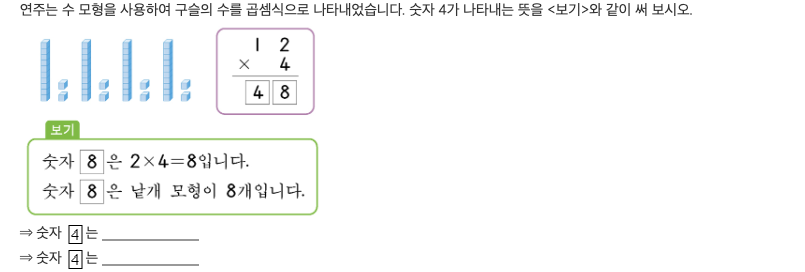 연주는 수 모형을 사용하여 구슬의 수를 곱셈식으로 나타내었습니다. 숫자 4가 나타내는 뜻을 <보기>와 같이 써 보시오.
1 2
× 4
4 8
보기
숫자 8 은 2×4=8입니다.
숫자 8 은 낱개 모형이 8개입니다.
⇒ 숫자 4 는 ____________
⇒ 숫자 4 는 ____________